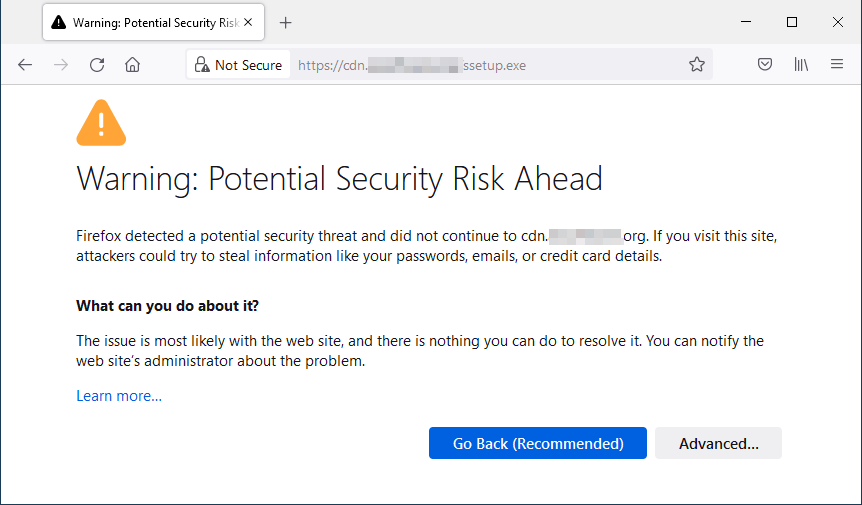 Warning: Potential Security Risk
Not Secure https://cdn. ssetup.exe
Warning: Potential Security Risk Ahead
Firefox detected a potential security threat and did not continue to cdn. org. If you visit this site,
attackers could try to steal information like your passwords, emails, or credit card details.
What can you do about it?
The issue is most likely with the web site, and there is nothing you can do to resolve it. You can notify the
web site’s administrator about the problem.
Learn more…
Go Back (Recommended) Advanced…